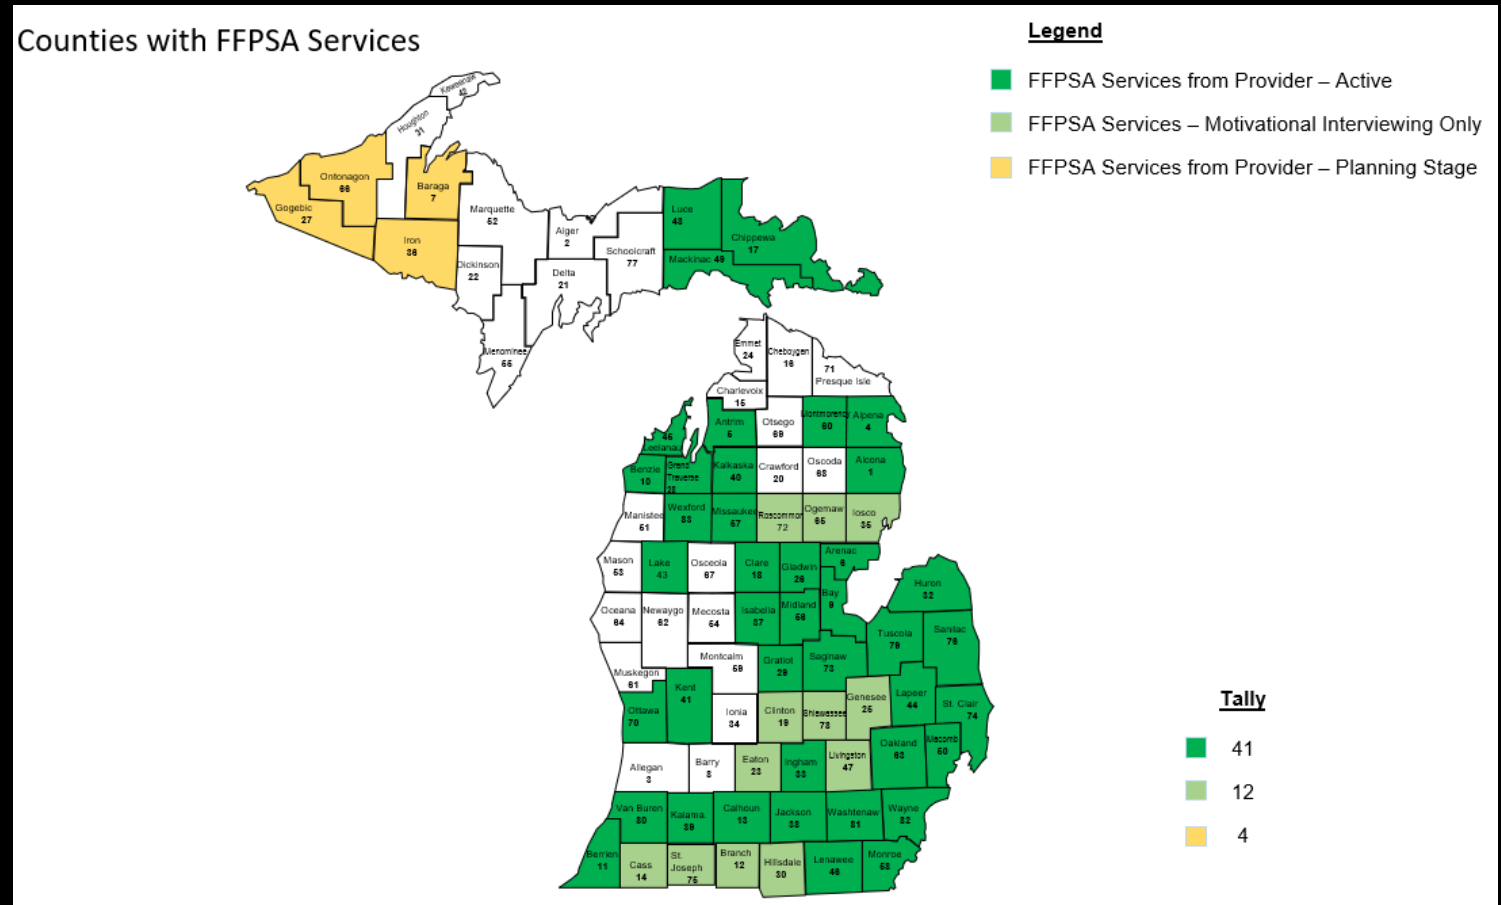 Counties with FFPSA Services
Legend
FFPSA Services from Provider – Active
FFPSA Services – Motivational Interviewing Only
FFPSA Services from Provider – Planning Stage
Keweenaw
42
Houghton
31
Ontonagon
66
Baraga
7
Gogebic
27
Marquette
52
Iron
36
Dickinson
22
Alger
2
Schoolcraft
77
Delta
21
Menominee
55
Luce
48
Chippewa
17
Mackinac 49
Emmet
24
Cheboygan
16
71
Presque Isle
Charlevoix
15
Antrim
5
Otsego
69
Montmorency
60
Alpena
4
45
Leelanau
Benzie
10
Grand
Traverse
28
Kalkaska
40
Crawford
20
Oscoda
68
Alcona
1
Manistee
51
Wexford
83
Missaukee
57
Roscommon
72
Ogemaw
65
Iosco
35
Mason
53
Lake
43
Osceola
67
Clare
18
Gladwin
26
Arenac
6
Huron
32
Oceana
64
Newaygo
62
Mecosta
54
Isabella
37
Midland
56
Bay
9
Tuscola
79
Sanilac
76
Montcalm
59
Gratiot
29
Saginaw
73
Muskegon
61
Kent
41
Ottawa
70
Ionia
34
Clinton
19
Shiawassee
78
Genesee
25
Lapeer
44
St. Clair
74
Allegan
3
Barry
8
Eaton
23
Ingham
33
Livingston
47
Oakland
63
Macomb
50
Van Buren
80
Kalama.
39
Calhoun
13
Jackson
38
Washtenaw
81
Wayne
82
Berrien
11
Cass
14
St.
Joseph
75
Branch
12
Hillsdale
30
Lenawee
46
Monroe
58
Tally
41
12
4